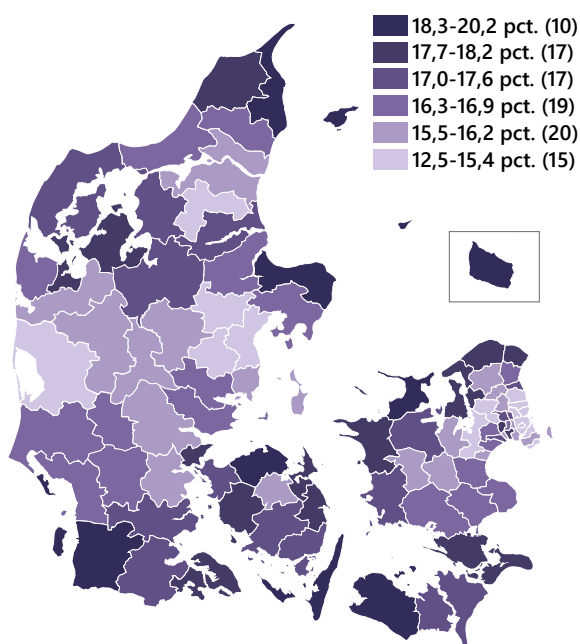 18,3-20,2 pct. (10)
17,7-18,2 pct. (17)
17,0-17,6 pct. (17)
16,3-16,9 pct. (19)
15,5-16,2 pct. (20)
12,5-15,4 pct. (15)